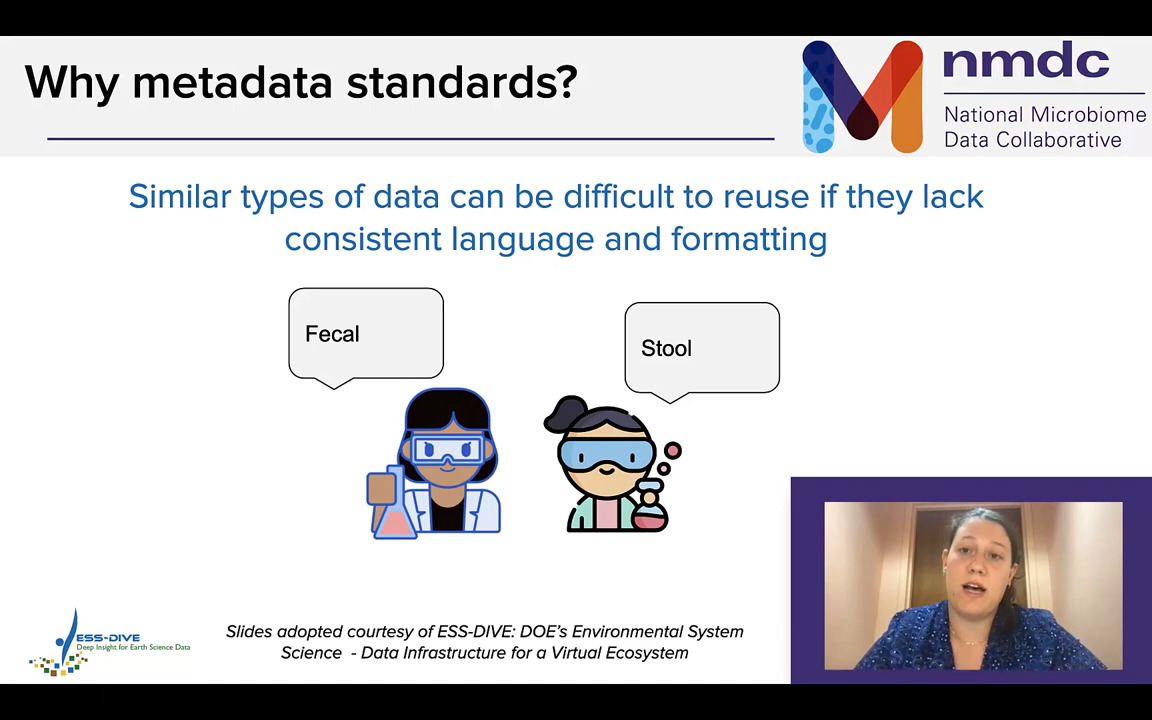 Why metadata standards?
nmdc
National Microbiome
Data Collaborative
Similar types of data can be difficult to reuse if they lack
consistent language and formatting
Fecal
Stool
ESS-DIVE
Deep Insight for Earth Science Data
Slides adopted courtesy of ESS-DIVE: DOE's Environmental System
Science - Data Infrastructure for a Virtual Ecosystem